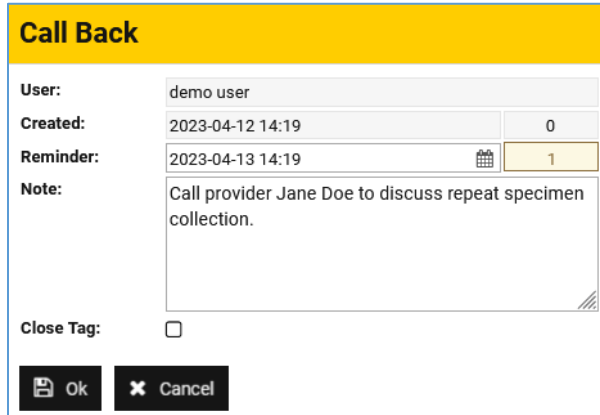 Call Back
User: demo user
Created: 2023-04-12 14:19 0
Reminder: 2023-04-13 14:19 1
Note: Call provider Jane Doe to discuss repeat specimen
collection.
Close Tag:
Ok Cancel